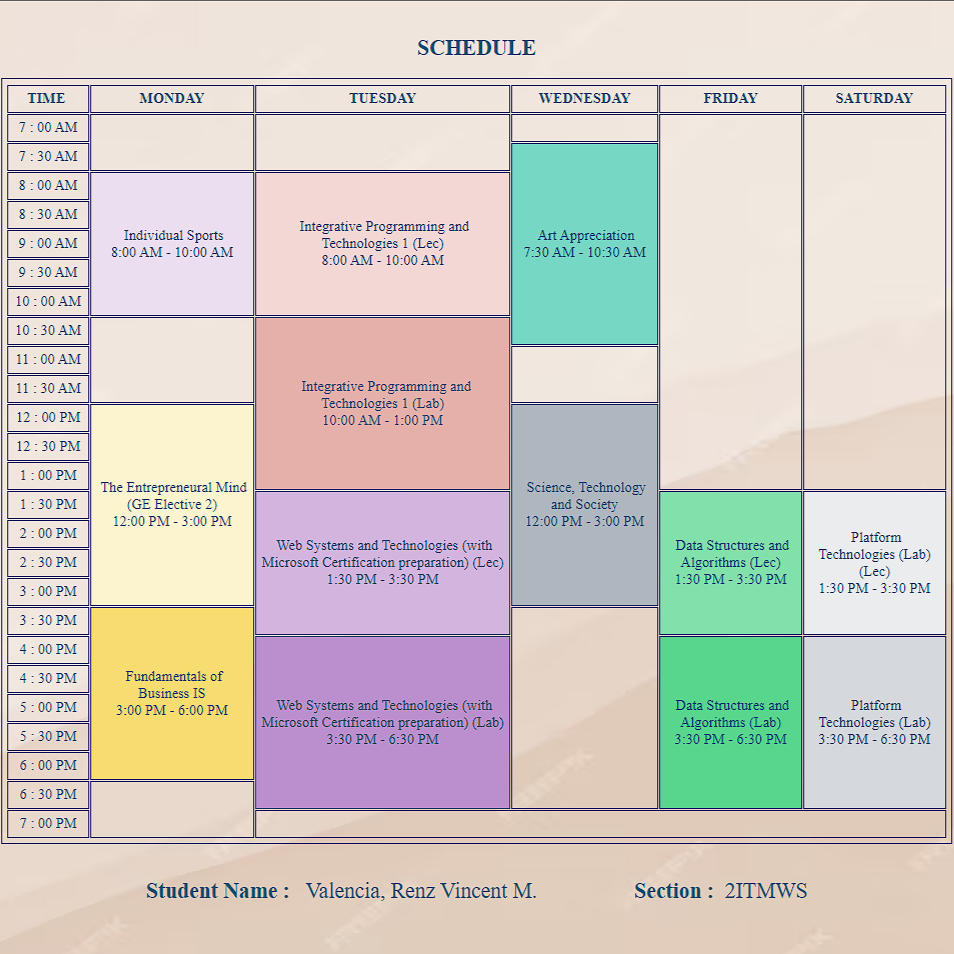 SCHEDULE
TIME MONDAY TUESDAY WEDNESDAY FRIDAY SATURDAY
7 : 00 AM
7 : 30 AM
8 : 00 AM
8 : 30 AM
9 : 00 AM
9 : 30 AM
10 : 00 AM
10 : 30 AM
11 : 00 AM
11 : 30 AM
12 : 00 PM
12 : 30 PM
1 : 00 PM
1 : 30 PM
2 : 00 PM
2 : 30 PM
3 : 00 PM
3 : 30 PM
4 : 00 PM
4 : 30 PM
5 : 00 PM
5 : 30 PM
6 : 00 PM
6 : 30 PM
7 : 00 PM
Individual Sports
8:00 AM - 10:00 AM
The Entrepreneural Mind
(GE Elective 2)
12:00 PM - 3:00 PM
Fundamentals of
Business IS
3:00 PM - 6:00 PM
Integrative Programming and
Technologies 1 (Lec)
8:00 AM - 10:00 AM
Integrative Programming and
Technologies 1 (Lab)
10:00 AM - 1:00 PM
Web Systems and Technologies (with
Microsoft Certification preparation) (Lec)
1:30 PM - 3:30 PM
Web Systems and Technologies (with
Microsoft Certification preparation) (Lab)
3:30 PM - 6:30 PM
Art Appreciation
7:30 AM - 10:30 AM
Science, Technology
and Society
12:00 PM - 3:00 PM
Data Structures and
Algorithms (Lec)
1:30 PM - 3:30 PM
Data Structures and
Algorithms (Lab)
3:30 PM - 6:30 PM
Platform
Technologies (Lab)
(Lec)
1:30 PM - 3:30 PM
Platform
Technologies (Lab)
3:30 PM - 6:30 PM
Student Name : Valencia, Renz Vincent M. Section : 2ITMWS